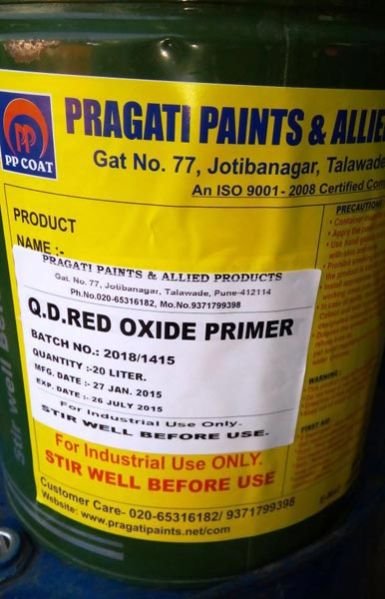 PP
PP COAT
PRAGATI PAINTS & ALLIE
Gat No. 77, Jotibanagar, Talawade
An ISO 9001- 2008 Certified Com
PRODUCT
NAME :-
PRAGATI PAINTS & ALLIED PRODUCTS
Gat. No. 77, Jotibanagar, Talawade, Pune-412114
Ph.No.020-65316182, Mo.No.9371799398
Q.D.RED OXIDE PRIMER
BATCH NO.: 2018/1415
QUANTITY :-20 LITER.
MFG. DATE :- 27 JAN. 2015
EXP. DATE :- 26 JULY 2015
For Industrial Use Only.
STIR WELL BEFORE USE.
For Industrial Use ONLY.
STIR WELL BEFORE USE
Customer Care- 020-65316182/ 9371799398
Website: www.pragatipaints.net/com
PRECAUTION
WARNING :
FIRST AID